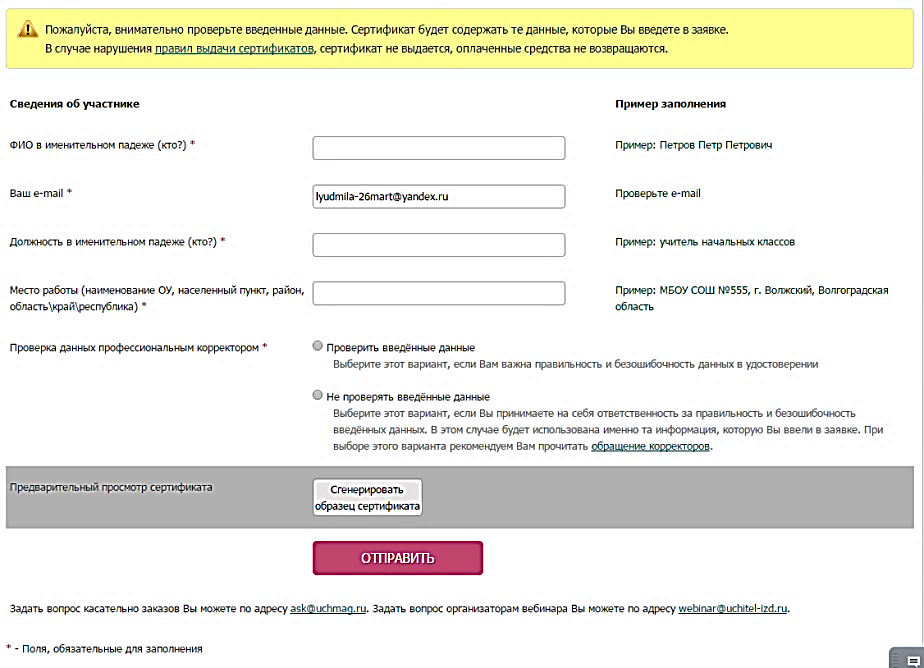 Пожалуйста, внимательно проверьте введенные данные. Сертификат будет содержать те данные, которые Вы введете в заявке.
В случае нарушения правил выдачи сертификатов, сертификат не выдается, оплаченные средства не возвращаются.
Сведения об участнике
Пример заполнения
ФИО в именительном падеже (кто?) *
Пример: Петров Петр Петрович
Ваш e-mail *
lyudmila-26mart@yandex.ru
Проверьте e-mail
Должность в именительном падеже (кто?) *
Пример: учитель начальных классов
Место работы (наименование ОУ, населенный пункт, район,
область\край\республика) *
Пример: МБОУ СОШ №555, г. Волжский, Волгоградская
область
Проверка данных профессиональным корректором *
Проверить введённые данные
Выберите этот вариант, если Вам важна правильность и безошибочность данных в удостоверении
Не проверять введённые данные
Выберите этот вариант, если Вы принимаете на себя ответственность за правильность и безошибочность
введённых данных. В этом случае будет использована именно та информация, которую Вы ввели в заявке. При
выборе этого варианта рекомендуем Вам прочитать обращение корректоров.
Предварительный просмотр сертификата
Сгенерировать
образец сертификата
ОТПРАВИТЬ
Задать вопрос касательно заказов Вы можете по адресу ask@uchmag.ru. Задать вопрос организаторам вебинара Вы можете по адресу webinar@uchitel-izd.ru.
* - Поля, обязательные для заполнения